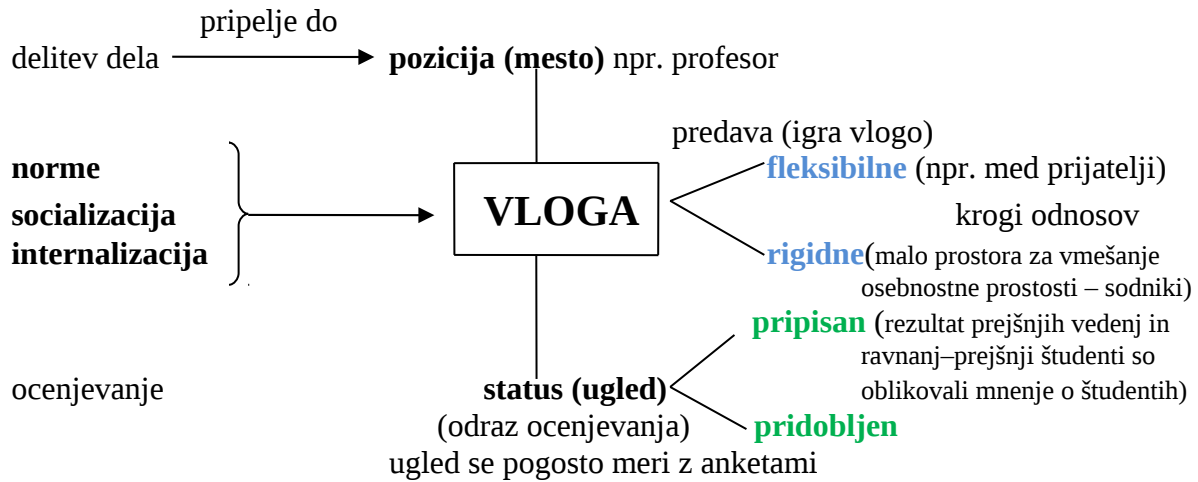 pripelje do
delitev dela
pozicija (mesto) npr. profesor
predava (igra vlogo)
norme
socializacija
internalizacija
VLOGA
fleksibilne (npr. med prijatelji)
krogi odnosov
rigidne(malo prostora za vmešanje
osebnostne prostosti – sodniki)
pripisan (rezultat prejšnjih vedenj in
ravnanj–prejšnji študenti so
oblikovali mnenje o študentih)
ocenjevanje
status (ugled)
(odraz ocenjevanja)
pridobljen
ugled se pogosto meri z anketami